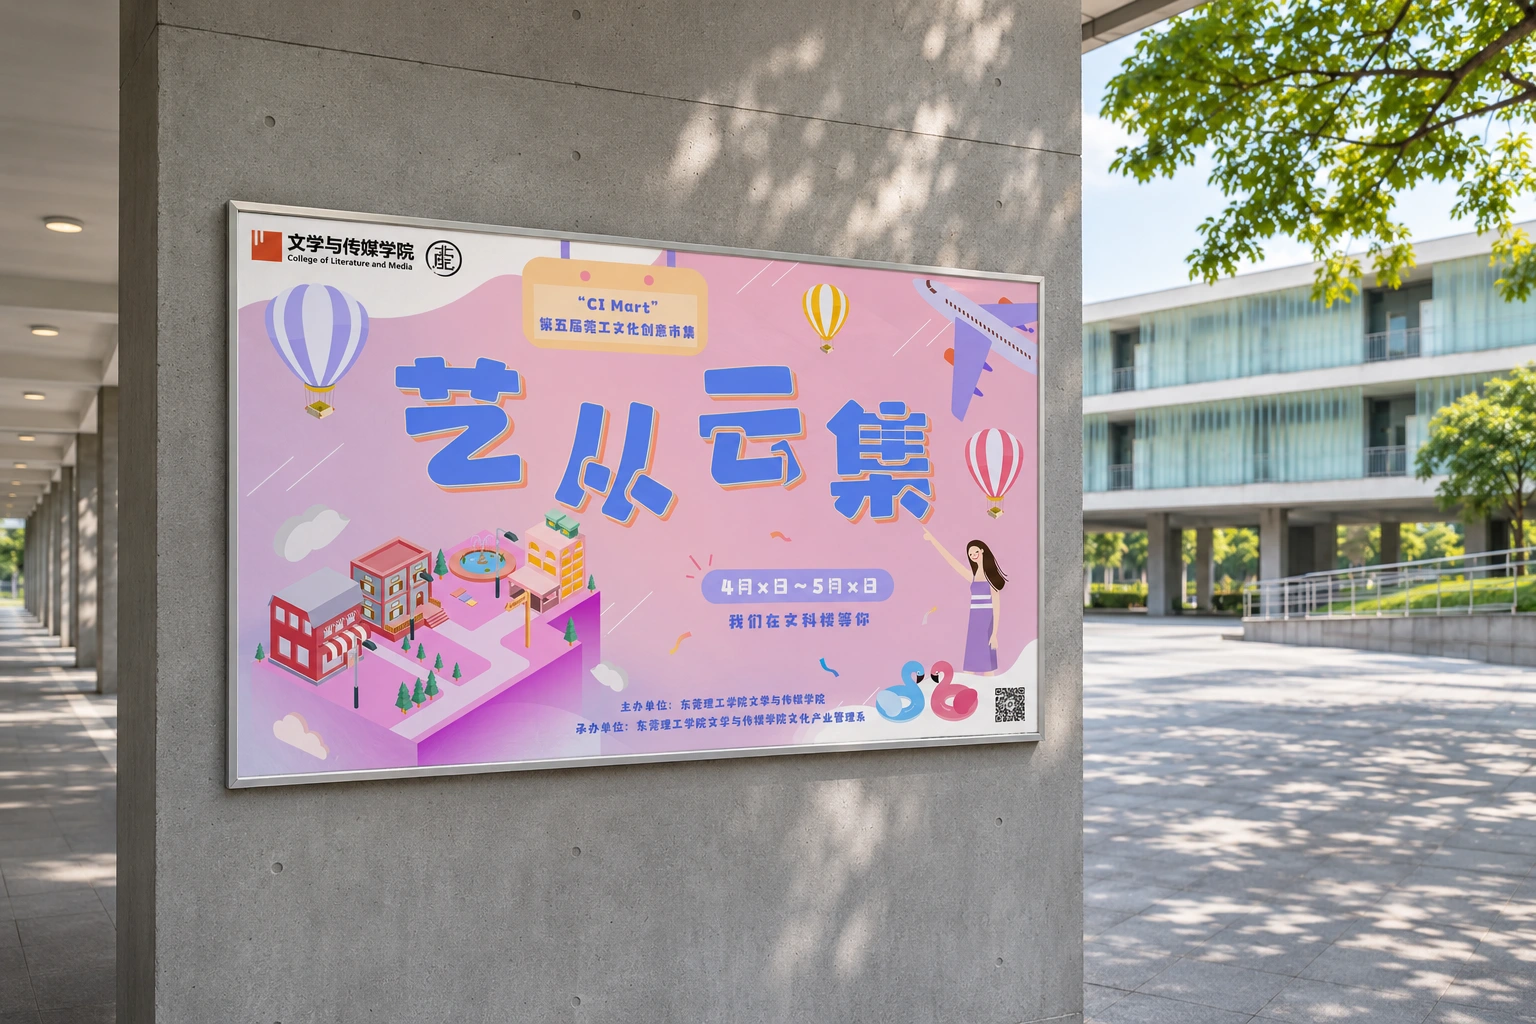 文学与传媒学院
College of Literature and Media
“CI Mart”
第五届莞工文化创意市集
艺从云集
4月x日~5月x日
我们在文科楼等你
主办单位：东莞理工学院文学与传媒学院
承办单位：东莞理工学院文学与传媒学院文化产业管理系